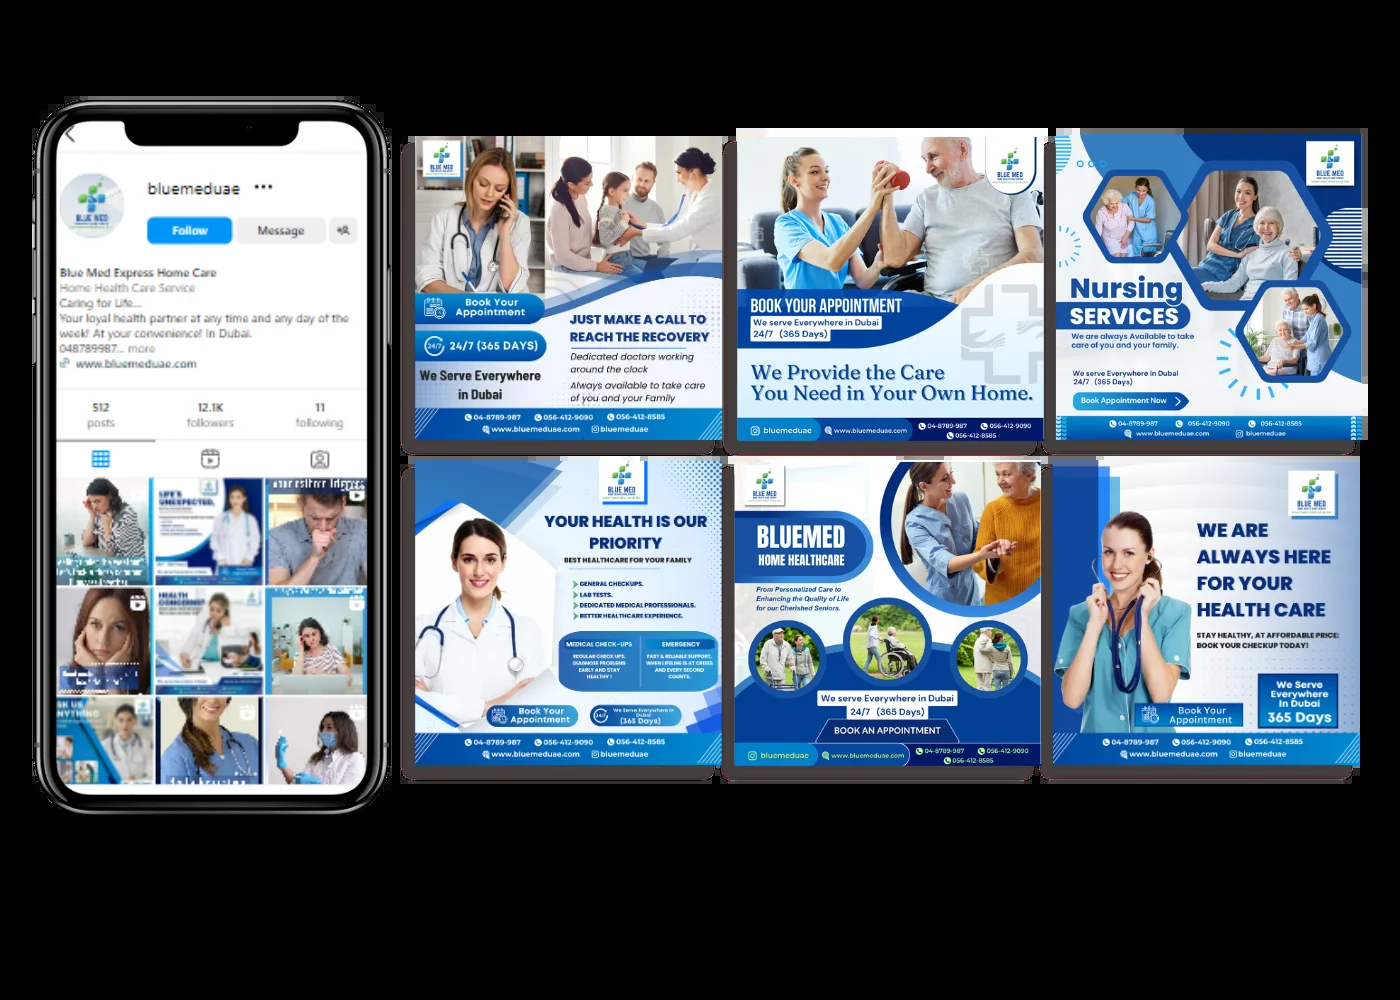 bluemeduae ...
BLUE MED
Follow
Message
Blue Med Express Home Care
Home Health Care Service
Caring for Life...
Your loyal health partner at any time and any day of the
week! At your convenience! In Dubai.
048789987... more
www.bluemeduae.com
512
posts
12.1K
followers
11
following
LIFE'S
UNEXPECTED,
HEALTH
CONCERNS?
BLUE MED
Book Your
Appointment
24/7
24/7 (365 DAYS)
We Serve Everywhere
in Dubai
JUST MAKE A CALL TO
REACH THE RECOVERY
Dedicated doctors working
around the clock
Always available to take care
of you and your Family
04-8789-987 056-412-9090 056-412-8585
www.bluemeduae.com bluemeduae
BLUE MED
BOOK YOUR APPOINTMENT
We serve Everywhere in Dubai
24/7 (365 Days)
We Provide the Care
You Need in Your Own Home.
bluemeduae www.bluemeduae.com 04-8789-987 056-412-9090
056-412-8585
BLUE MED
Nursing
SERVICES
We are always Available to take
care of you and your family.
We serve Everywhere in Dubai
24/7 (365 Days)
Book Appointment Now
04-8789-987 056-412-9090 056-412-8585
www.bluemeduae.com bluemeduae
BLUE MED
YOUR HEALTH IS OUR
PRIORITY
BEST HEALTHCARE FOR YOUR FAMILY
GENERAL CHECKUPS.
LAB TESTS.
DEDICATED MEDICAL PROFESSIONALS.
BETTER HEALTHCARE EXPERIENCE.
MEDICAL CHECK-UPS
REGULAR CHECK UPS,
DIAGNOSE PROBLEMS
EARLY AND STAY
HEALTHY !
EMERGENCY
FAST & RELIABLE SUPPORT,
WHEN LIFELINE IS AT CRISES
AND EVERY SECOND
COUNTS.
Book Your
Appointment
24/7
We Serve Everywhere in
Dubai
(365 Days)
04-8789-987 056-412-9090 056-412-8585
www.bluemeduae.com bluemeduae
BLUE MED
BLUEMED
HOME HEALTHCARE
From Personalized Care to
Enhancing the Quality of Life
for our Cherished Seniors.
We serve Everywhere in Dubai
24/7 (365 Days)
BOOK AN APPOINTMENT
bluemeduae www.bluemeduae.com 04-8789-987 056-412-9090
056-412-8585
BLUE MED
WE ARE
ALWAYS HERE
FOR YOUR
HEALTH CARE
STAY HEALTHY, AT AFFORDABLE PRICE:
BOOK YOUR CHECKUP TODAY!
Book Your
Appointment
We Serve
Everywhere
In Dubai
365 Days
04-8789-987 056-412-9090 056-412-8585
www.bluemeduae.com bluemeduae